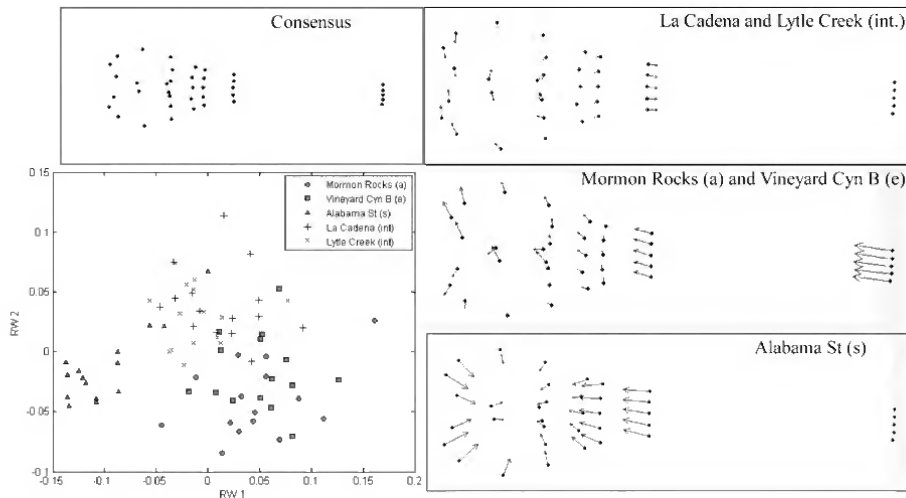 Consensus
La Cadena and Lytle Creek (int.)
Mormon Rocks (a) and Vineyard Cyn B (e)
Alabama St (s)
0.15
0.1
0.05
0
-0.05
-0.1
RW 2
Mormon Rocks (a)
Vineyard Cyn B (e)
Alabama St (s)
La Cadena (int)
Lytle Creek (int)
-0.15
-0.1
-0.05
0
0.05
0.1
0.15
0.2
RW 1